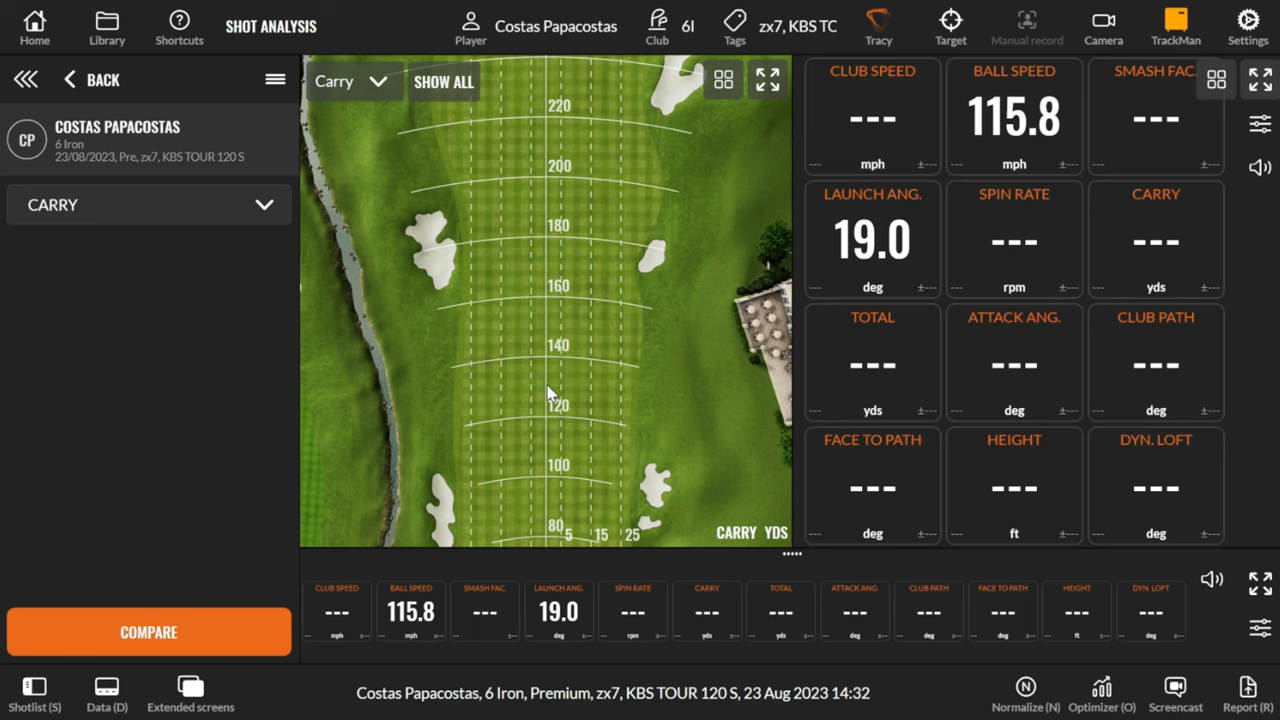 Home
Library
Shortcuts
SHOT ANALYSIS
Player
Costas Papacostas
Club
6I
Tags
zx7, KBS TC
Tracy
Target
Manual record
Camera
TrackMan
Settings
BACK
CP
COSTAS PAPACOSTAS
6 Iron
23/08/2023, Pre, zx7, KBS TOUR 120 S
CARRY
COMPARE
Carry
SHOW ALL
220
200
180
160
140
120
100
80
5 15 25
CARRY YDS
CLUB SPEED
---
mph
--- ±---
BALL SPEED
115.8
mph
--- ±---
SMASH FAC.
---
--- ±---
LAUNCH ANG.
19.0
deg
--- ±---
SPIN RATE
---
rpm
--- ±---
CARRY
---
yds
--- ±---
TOTAL
---
yds
--- ±---
ATTACK ANG.
---
deg
--- ±---
CLUB PATH
---
deg
--- ±---
FACE TO PATH
---
deg
--- ±---
HEIGHT
---
ft
--- ±---
DYN. LOFT
---
deg
--- ±---
CLUB SPEED
---
mph
--- ±---
BALL SPEED
115.8
mph
--- ±---
SMASH FAC.
---
--- ±---
LAUNCH ANG.
19.0
deg
--- ±---
SPIN RATE
---
rpm
--- ±---
CARRY
---
yds
--- ±---
TOTAL
---
yds
--- ±---
ATTACK ANG.
---
deg
--- ±---
CLUB PATH
---
deg
--- ±---
FACE TO PATH
---
deg
--- ±---
HEIGHT
---
ft
--- ±---
DYN. LOFT
---
deg
--- ±---
Shotlist (S)
Data (D)
Extended screens
Costas Papacostas, 6 Iron, Premium, zx7, KBS TOUR 120 S, 23 Aug 2023 14:32
N
Normalize (N)
Optimizer (O)
Screencast
Report (R)